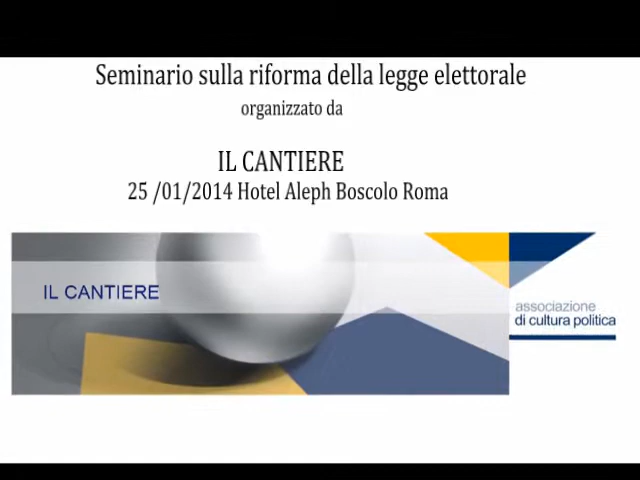 Seminario sulla riforma della legge elettorale
organizzato da
IL CANTIERE
25 /01/2014 Hotel Aleph Boscolo Roma
IL CANTIERE
associazione
di cultura politica